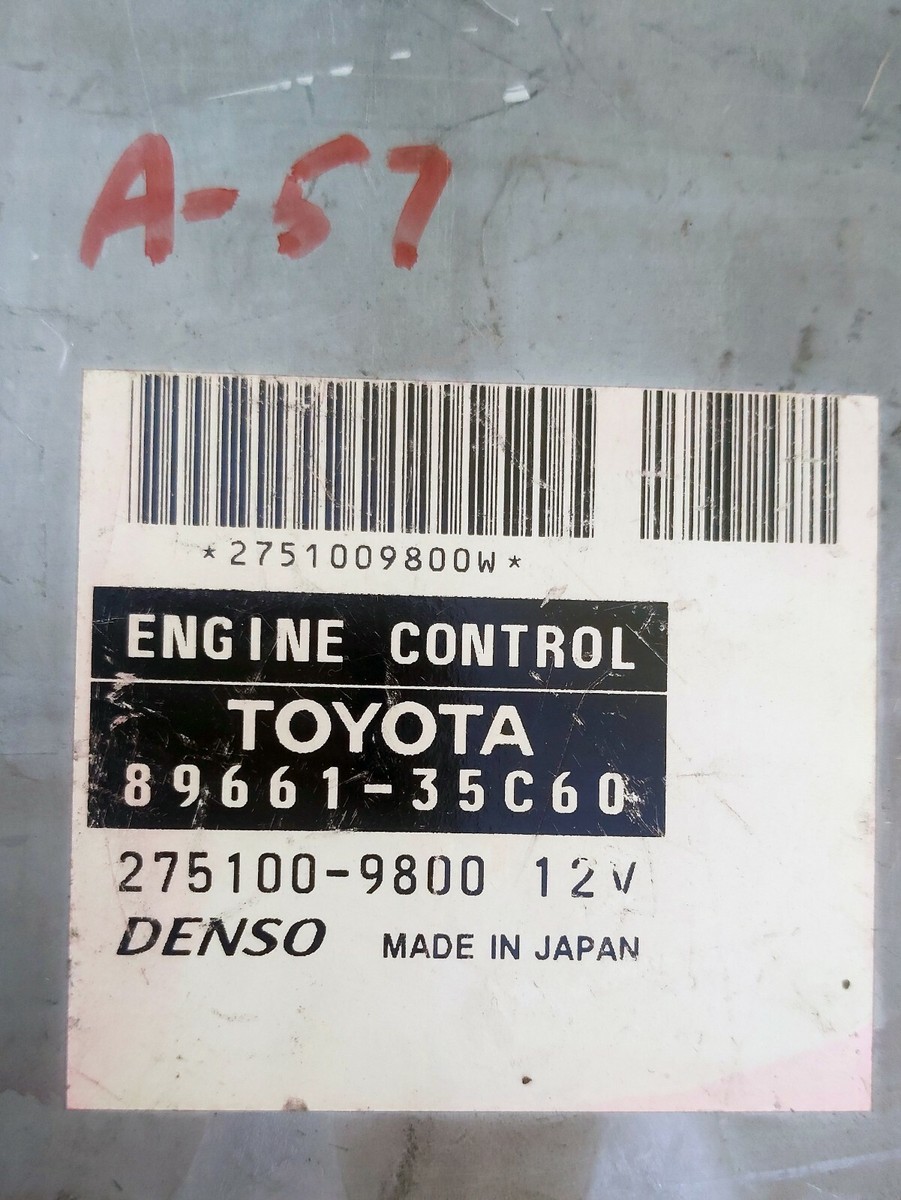 A-57
*2751009800W*
ENGINE CONTROL
TOYOTA
89661-35C60
275100-9800 12V
DENSO MADE IN JAPAN